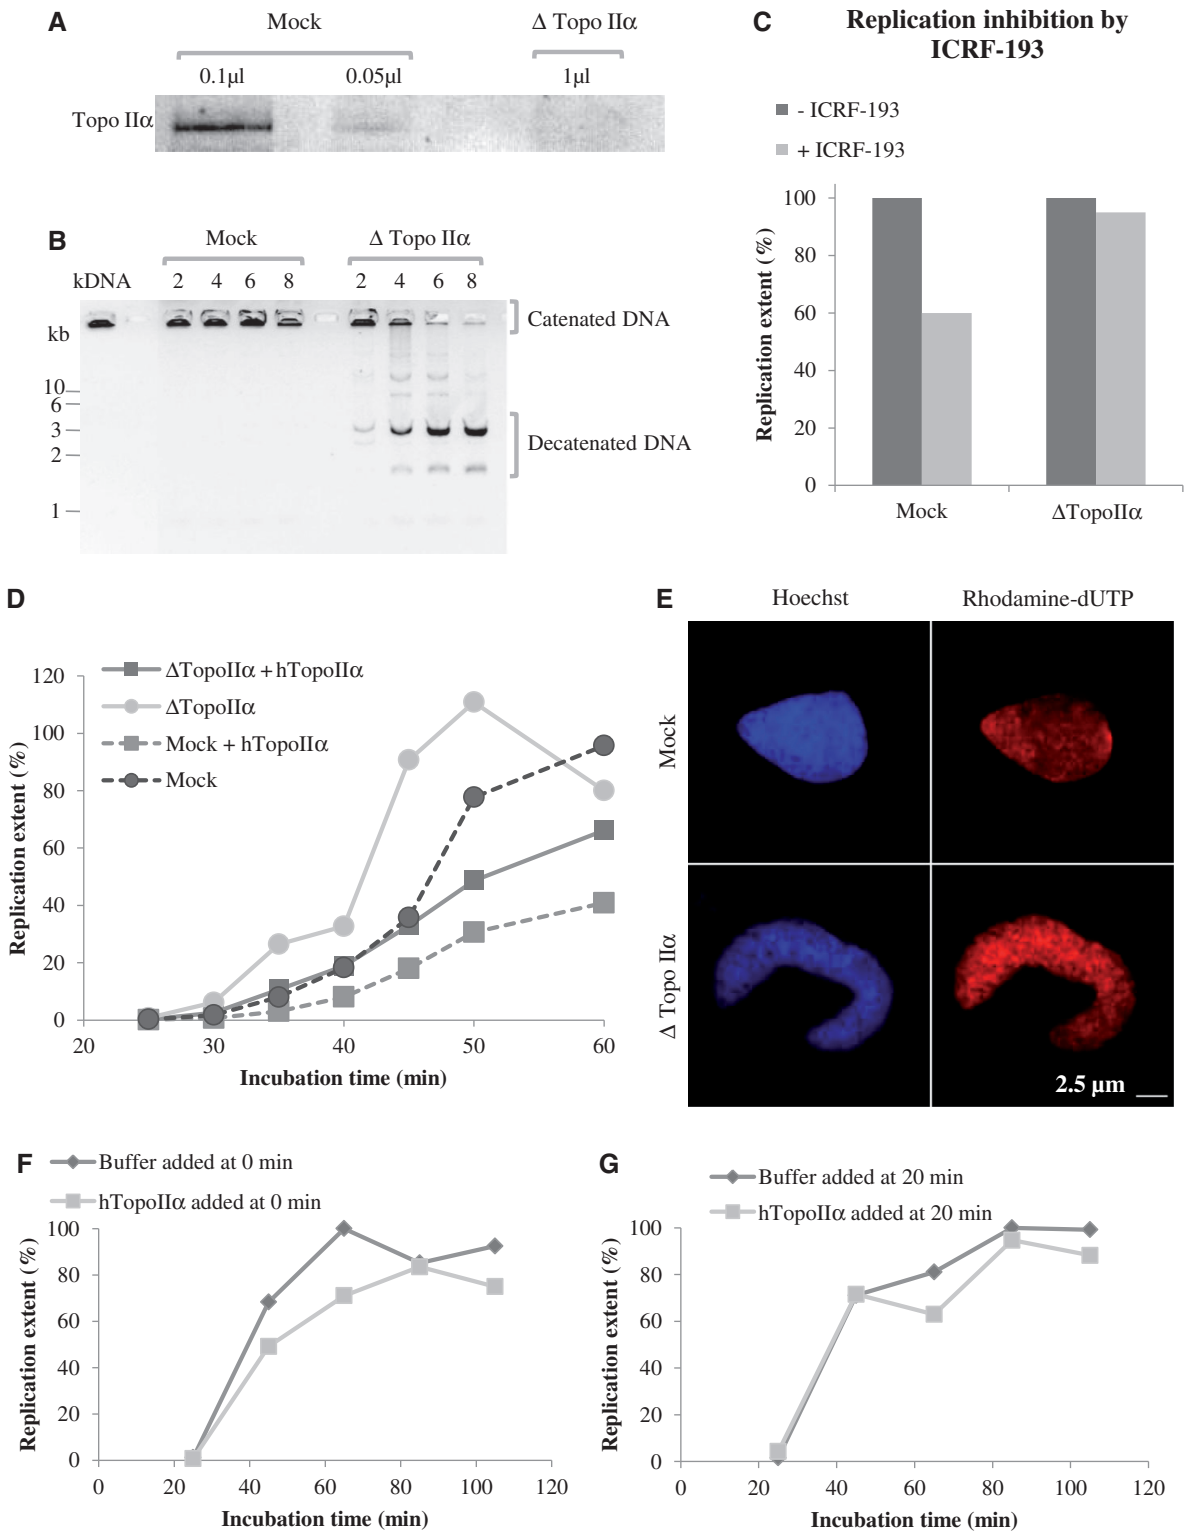 A
Mock
Δ Topo IIα
0.1µl
0.05µl
1µl
Topo IIα
B
Mock
Δ Topo IIα
kDNA
2
4
6
8
2
4
6
8
kb
10
6
3
2
1
Catenated DNA
Decatenated DNA
C
Replication inhibition by
ICRF-193
- ICRF-193
+ ICRF-193
Replication extent (%)
100
80
60
40
20
0
Mock
ΔTopoIIα
D
ΔTopoIIα + hTopoIIα
ΔTopoIIα
Mock + hTopoIIα
Mock
Replication extent (%)
120
100
80
60
40
20
0
20
30
40
50
60
Incubation time (min)
E
Hoechst
Rhodamine-dUTP
Mock
Δ Topo IIα
2.5 µm
F
Buffer added at 0 min
hTopoIIα added at 0 min
Replication extent (%)
100
80
60
40
20
0
0
20
40
60
80
100
120
Incubation time (min)
G
Buffer added at 20 min
hTopoIIα added at 20 min
Replication extent (%)
100
80
60
40
20
0
0
20
40
60
80
100
120
Incubation time (min)